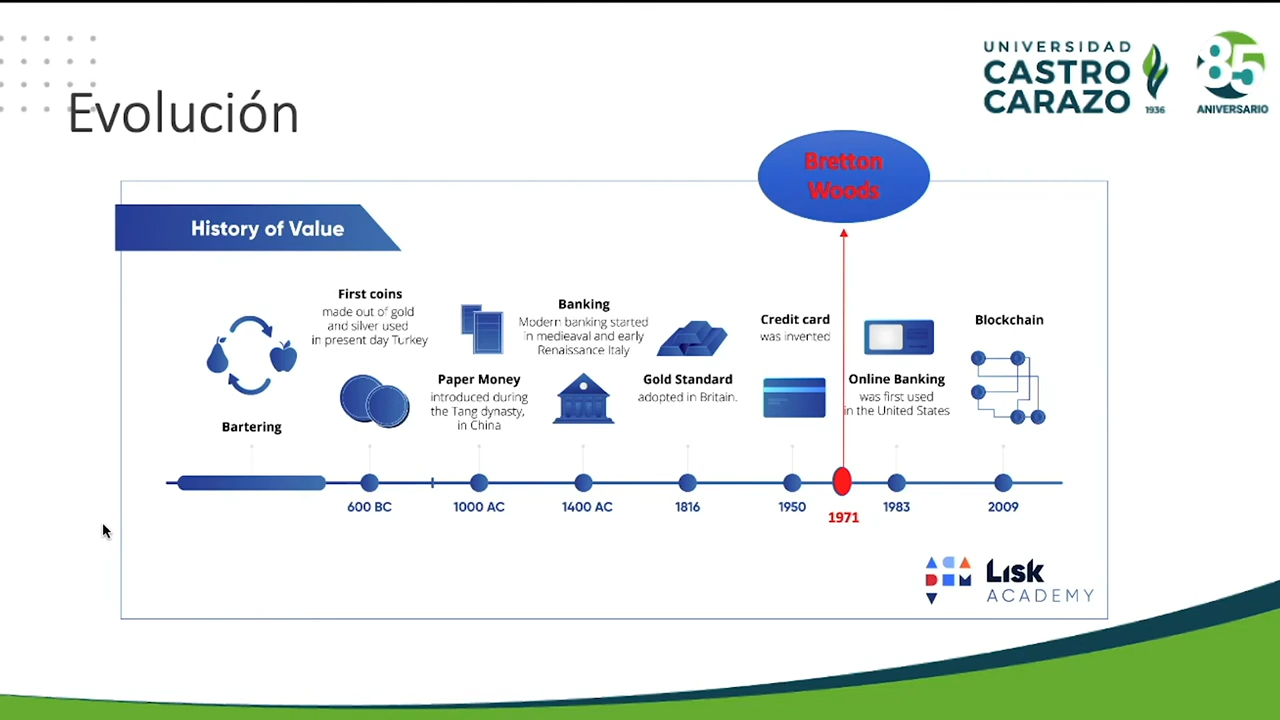 UNIVERSIDAD
CASTRO
CARAZO
1936
85
ANIVERSARIO
Evolución
Bretton
Woods
History of Value
First coins
made out of gold
and silver used
in present day Turkey
Banking
Modern banking started
in medieaval and early
Renaissance Italy
Credit card
was invented
Blockchain
Bartering
Paper Money
introduced during
the Tang dynasty,
in China
Gold Standard
adopted in Britain.
Online Banking
was first used
in the United States
600 BC
1000 AC
1400 AC
1816
1950
1971
1983
2009
Lisk
ACADEMY